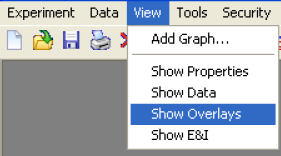 Experiment Data View Tools Security
Add Graph...
Show Properties
Show Data
Show Overlays
Show E&I